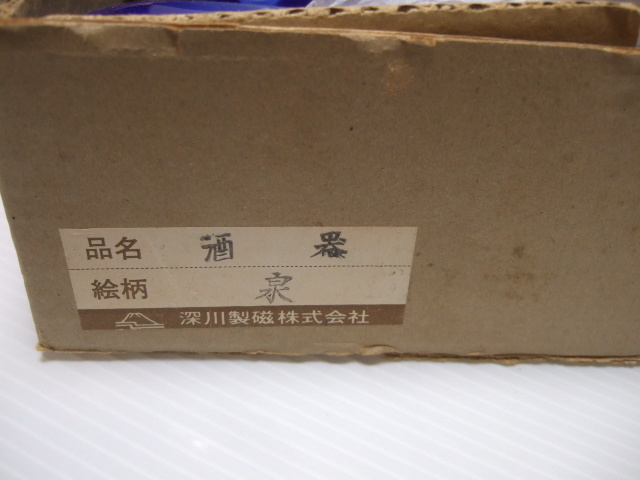 品名 酒器
絵柄 泉
深川製磁株式会社